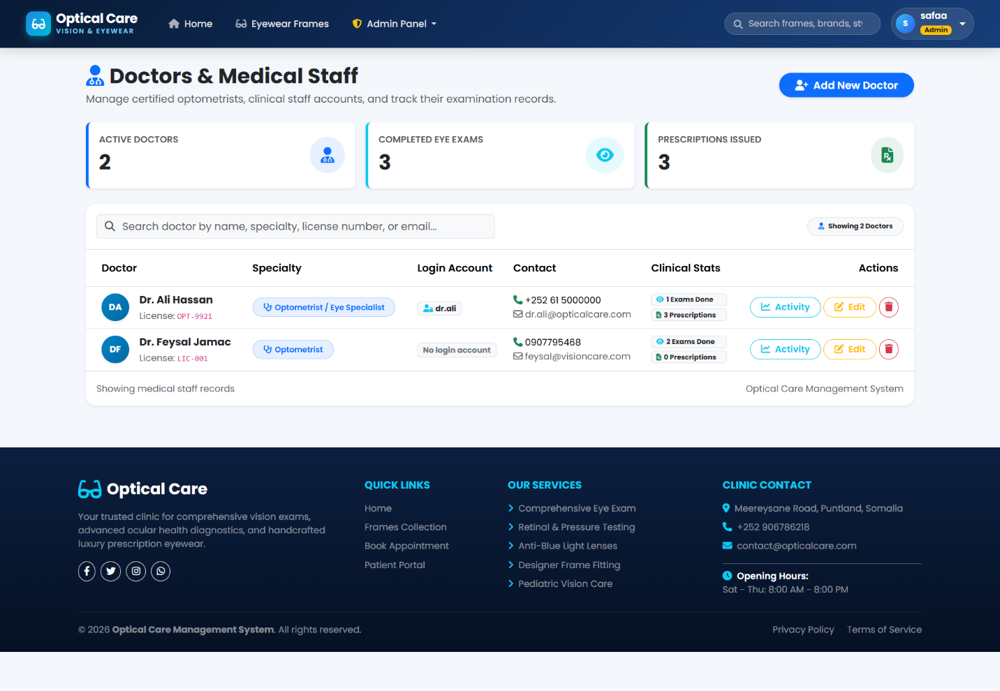 Optical Care
VISION & EYEWEAR
Home
Eyewear Frames
Admin Panel
Search frames, brands, sty
S
safaa
Admin
Doctors & Medical Staff
Manage certified optometrists, clinical staff accounts, and track their examination records.
Add New Doctor
ACTIVE DOCTORS
2
COMPLETED EYE EXAMS
3
PRESCRIPTIONS ISSUED
3
Search doctor by name, specialty, license number, or email...
Showing 2 Doctors
Doctor Specialty Login Account Contact Clinical Stats Actions
DA
Dr. Ali Hassan
License: OPT-9921
Optometrist / Eye Specialist
dr.ali
+252 61 5000000
dr.ali@opticalcare.com
1 Exams Done
3 Prescriptions
Activity
Edit
DF
Dr. Feysal Jamac
License: LIC-001
Optometrist
No login account
0907795468
feysal@visioncare.com
2 Exams Done
0 Prescriptions
Activity
Edit
Showing medical staff records
Optical Care Management System
Optical Care
Your trusted clinic for comprehensive vision exams,
advanced ocular health diagnostics, and handcrafted
luxury prescription eyewear.
QUICK LINKS
Home
Frames Collection
Book Appointment
Patient Portal
OUR SERVICES
Comprehensive Eye Exam
Retinal & Pressure Testing
Anti-Blue Light Lenses
Designer Frame Fitting
Pediatric Vision Care
CLINIC CONTACT
Meereysane Road, Puntland, Somalia
+252 906786218
contact@opticalcare.com
Opening Hours:
Sat - Thu: 8:00 AM - 8:00 PM
© 2026 Optical Care Management System. All rights reserved.
Privacy Policy
Terms of Service